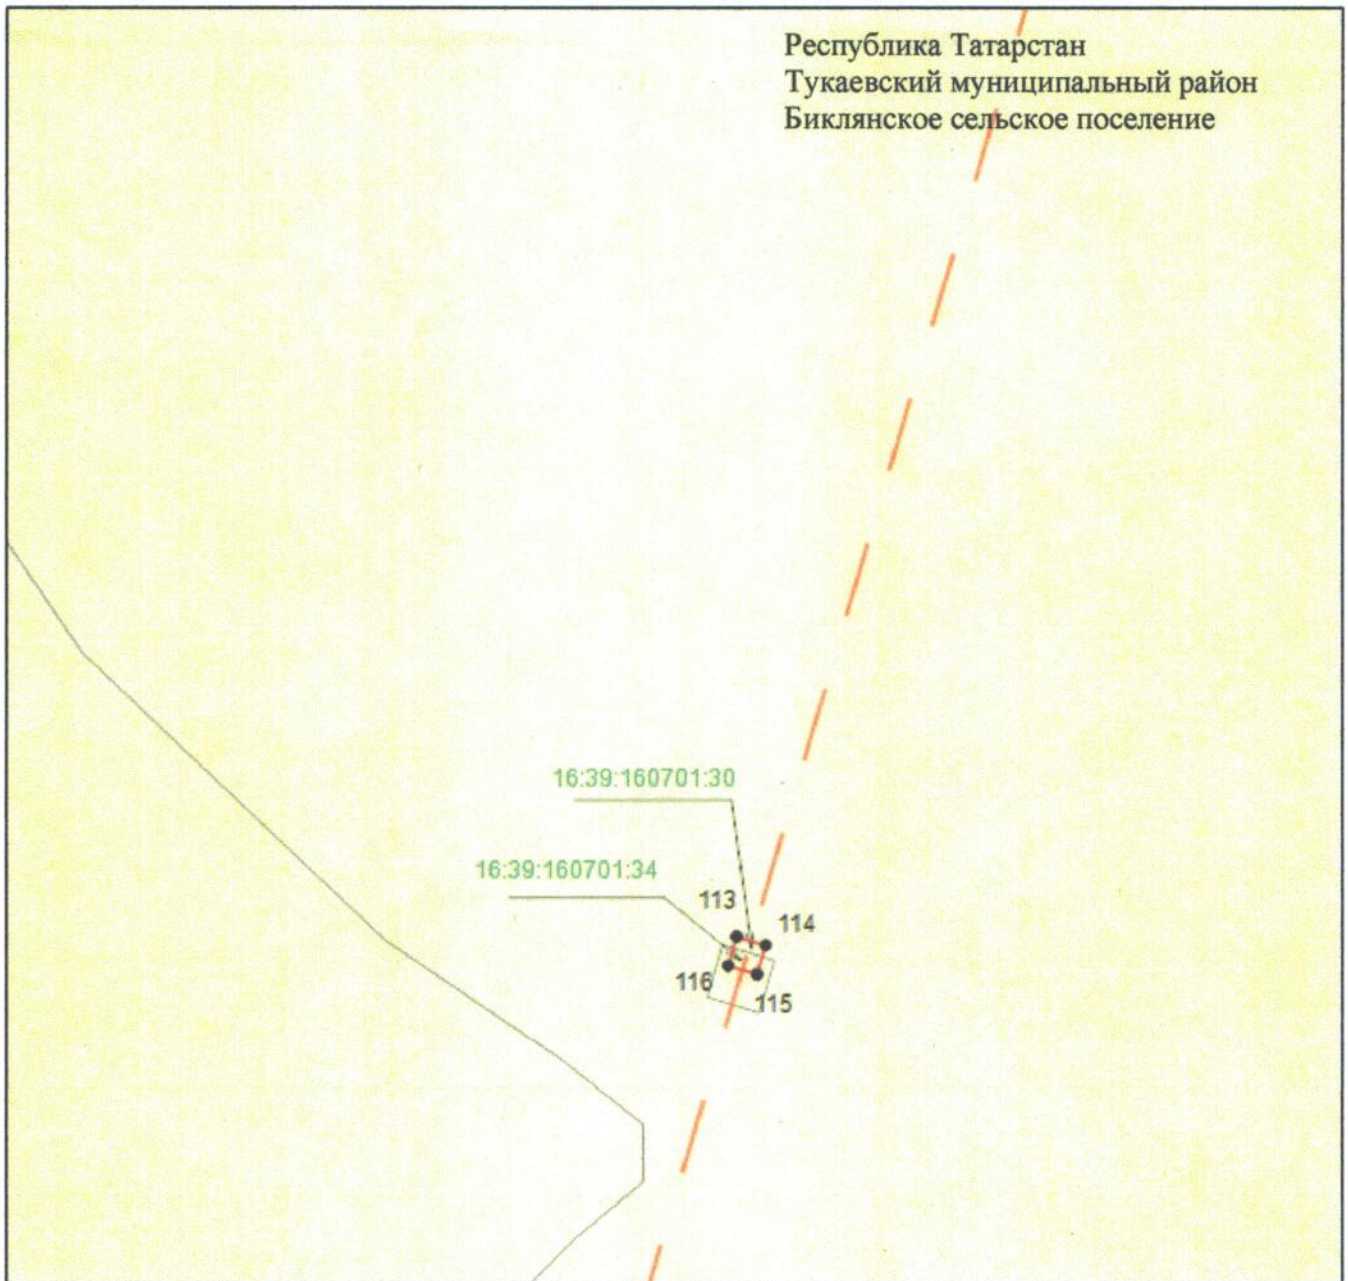 Республика Татарстан
Тукаевский муниципальный район
Биклянское сельское поселение
16:39:160701:30
16:39:160701:34
113
114
116
115